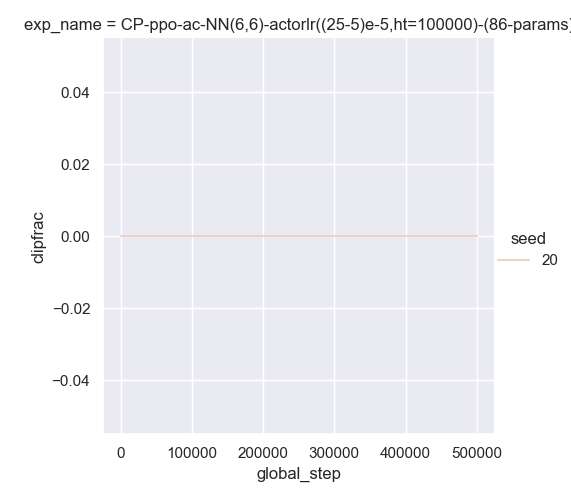 exp_name = CP-ppo-ac-NN(6,6)-actorlr((25-5)e-5,ht=100000)-(86-params)
0.04
0.02
0.00
−0.02
−0.04
dipfrac
seed
20
0 100000 200000 300000 400000 500000
global_step